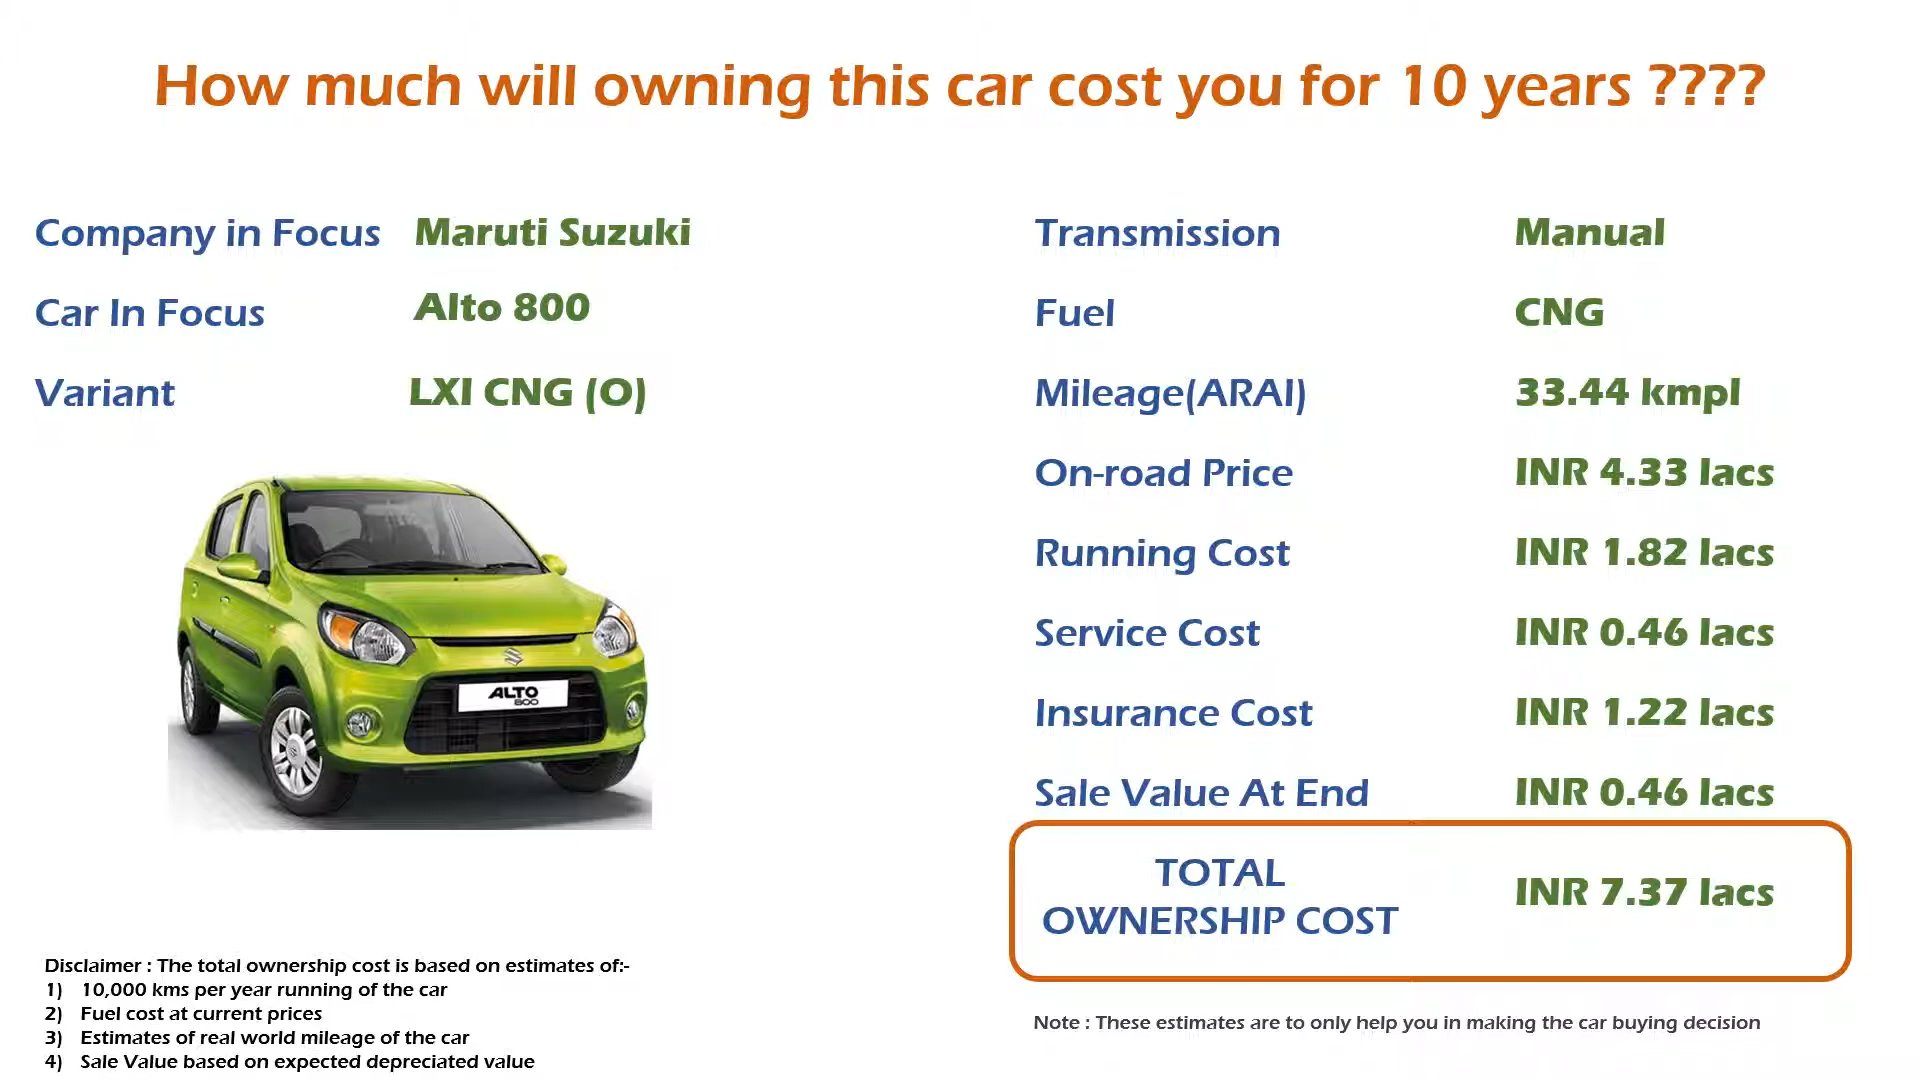 How much will owning this car cost you for 10 years ????
Company in Focus Maruti Suzuki
Car In Focus Alto 800
Variant LXI CNG (O)
ALTO
800
Transmission Manual
Fuel CNG
Mileage(ARAI) 33.44 kmpl
On-road Price INR 4.33 lacs
Running Cost INR 1.82 lacs
Service Cost INR 0.46 lacs
Insurance Cost INR 1.22 lacs
Sale Value At End INR 0.46 lacs
TOTAL
OWNERSHIP COST INR 7.37 lacs
Disclaimer : The total ownership cost is based on estimates of:-
1) 10,000 kms per year running of the car
2) Fuel cost at current prices
3) Estimates of real world mileage of the car
4) Sale Value based on expected depreciated value
Note : These estimates are to only help you in making the car buying decision